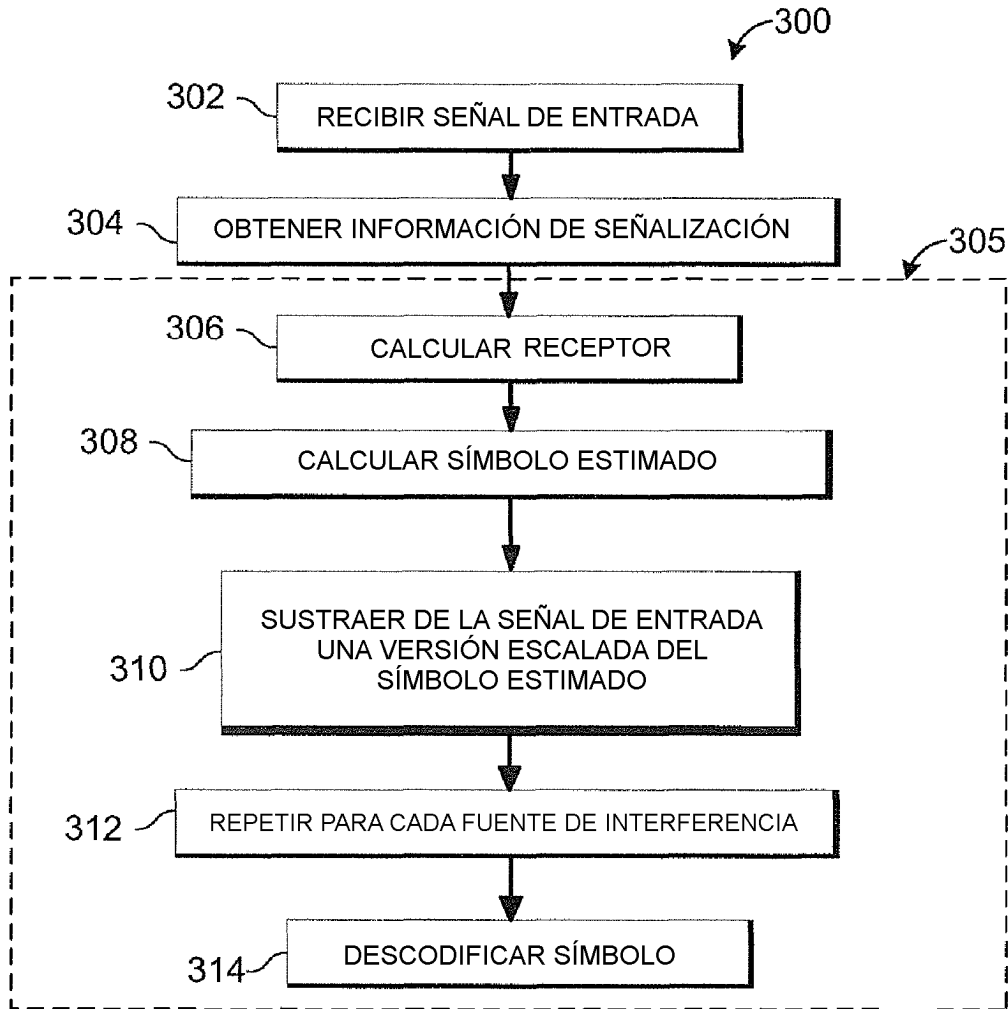 300
302
RECIBIR SEÑAL DE ENTRADA
304
OBTENER INFORMACIÓN DE SEÑALIZACIÓN
305
306
CALCULAR RECEPTOR
308
CALCULAR SÍMBOLO ESTIMADO
310
SUSTRAER DE LA SEÑAL DE ENTRADA
UNA VERSIÓN ESCALADA DEL
SÍMBOLO ESTIMADO
312
REPETIR PARA CADA FUENTE DE INTERFERENCIA
314
DESCODIFICAR SÍMBOLO